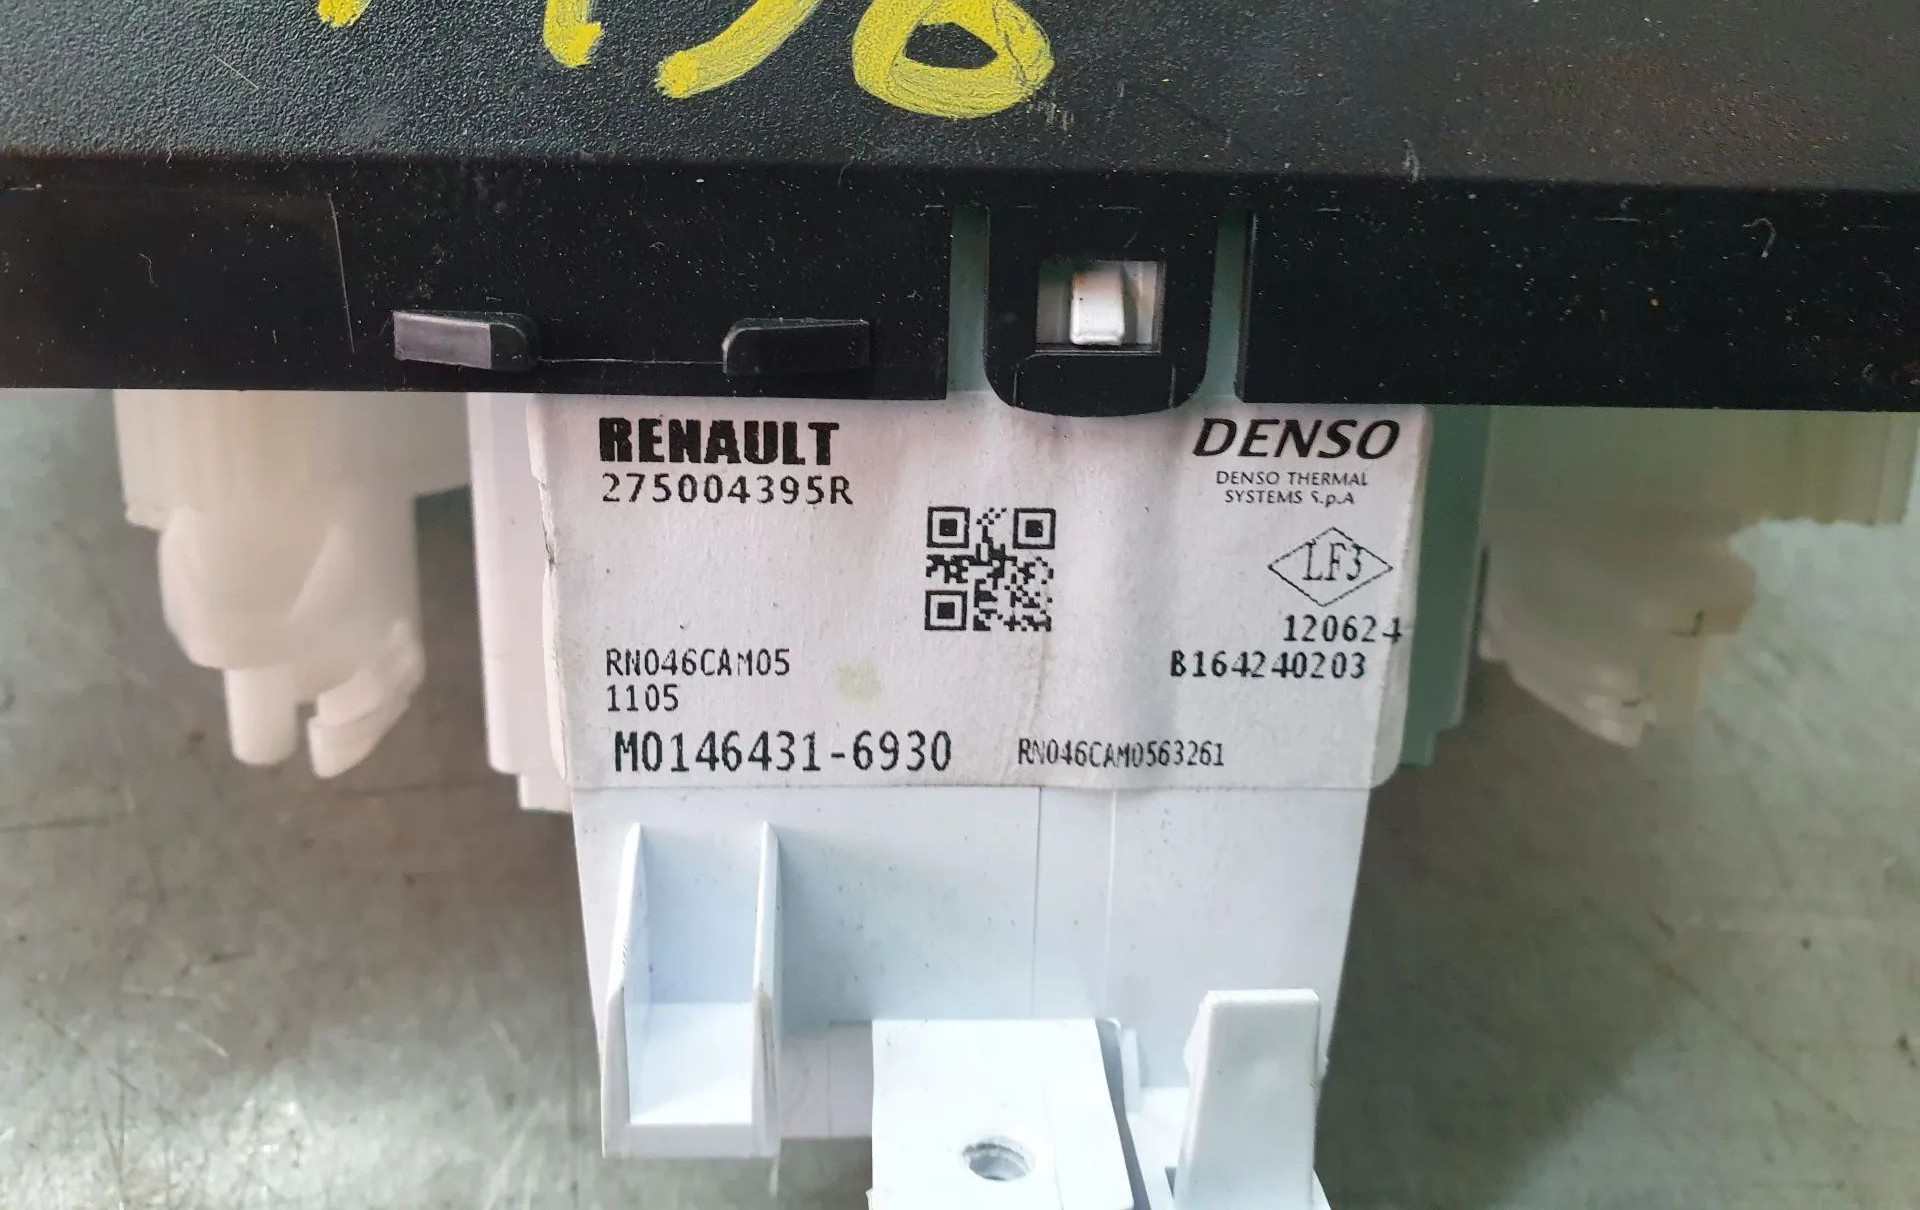 RENAULT
275004395R
DENSO
DENSO THERMAL
SYSTEMS S.p.A
LF3
120624
B164240203
RN046CAM05
1105
M0146431-6930
RN046CAM0563261